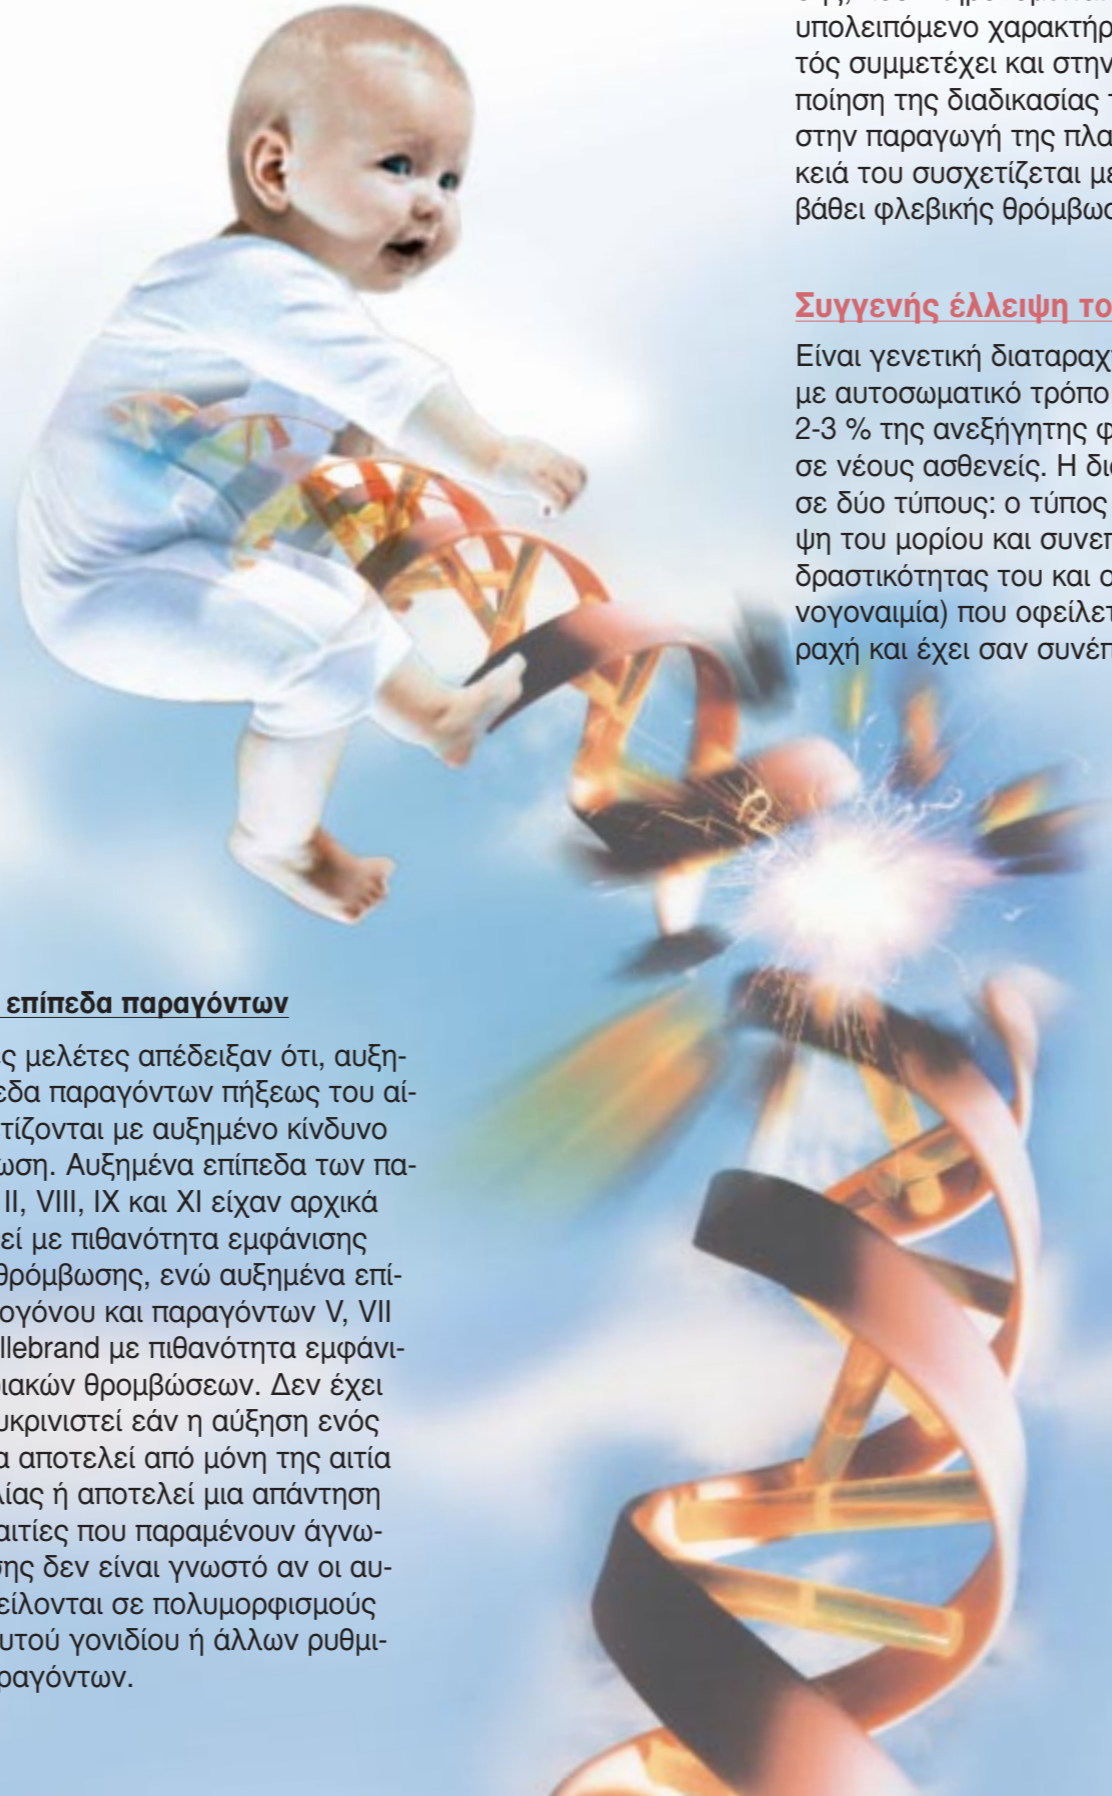 υπολειπόμενο χαρακτήρ
τός συμμετέχει και στην
ποίηση της διαδικασίας
στην παραγωγή της πλα
κειά του συσχετίζεται με
βάθει φλεβικής θρόμβωσ
Συγγενής έλλειψη το
Είναι γενετική διαταραχ
με αυτοσωματικό τρόπο
2-3 % της ανεξήγητης φ
σε νέους ασθενείς. Η δι
σε δύο τύπους: ο τύπος
ψη του μορίου και συνεπ
δραστικότητας του και ο
νογοναιμία) που οφείλετ
ραχή και έχει σαν συνέπ
επίπεδα παραγόντων
ές μελέτες απέδειξαν ότι, αυξη-
εδα παραγόντων πήξεως του αί-
τίζονται με αυξημένο κίνδυνο
ωση. Αυξημένα επίπεδα των πα-
II, VIII, IX και XI είχαν αρχικά
εί με πιθανότητα εμφάνισης
θρόμβωσης, ενώ αυξημένα επί-
ογόνου και παραγόντων V, VII
llebrand με πιθανότητα εμφάνι-
ιακών θρομβώσεων. Δεν έχει
υκρινιστεί εάν η αύξηση ενός
α αποτελεί από μόνη της αιτία
λίας ή αποτελεί μια απάντηση
αιτίες που παραμένουν άγνω-
σης δεν είναι γνωστό αν οι αυ-
είλονται σε πολυμορφισμούς
υτού γονιδίου ή άλλων ρυθμι-
ραγόντων.